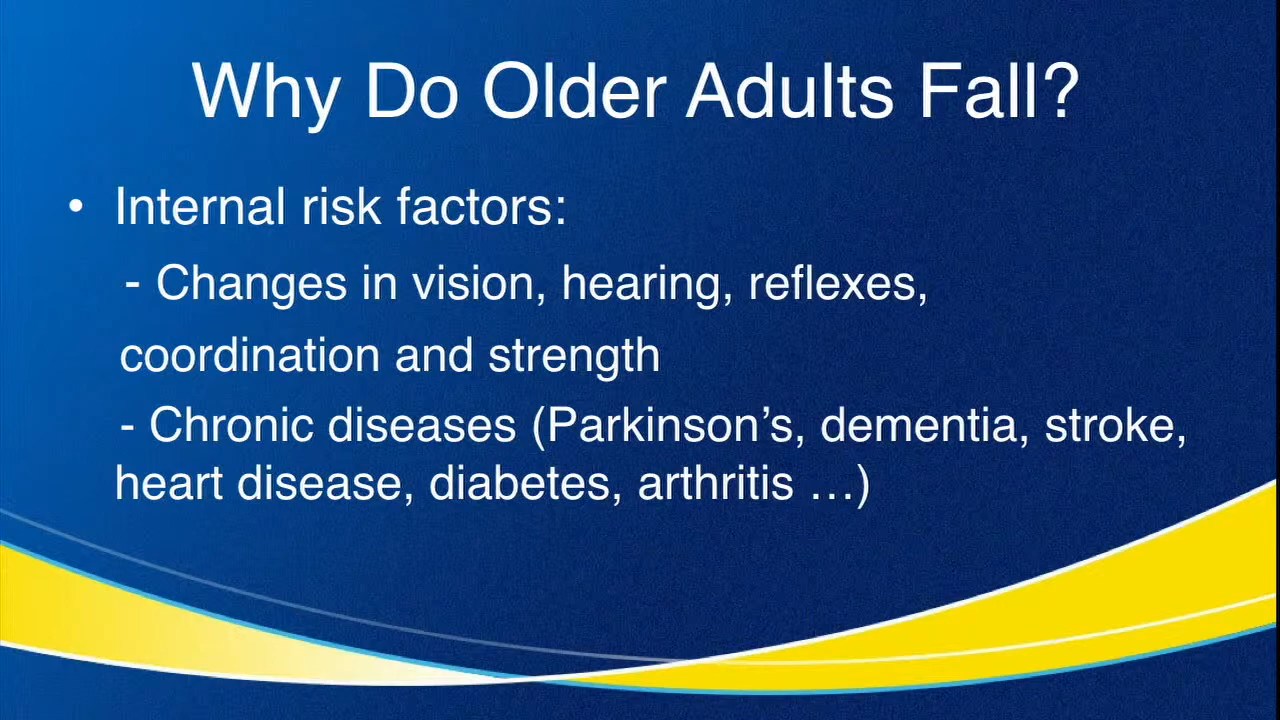 Why Do Older Adults Fall?
• Internal risk factors:
- Changes in vision, hearing, reflexes,
coordination and strength
- Chronic diseases (Parkinson’s, dementia, stroke,
heart disease, diabetes, arthritis …)